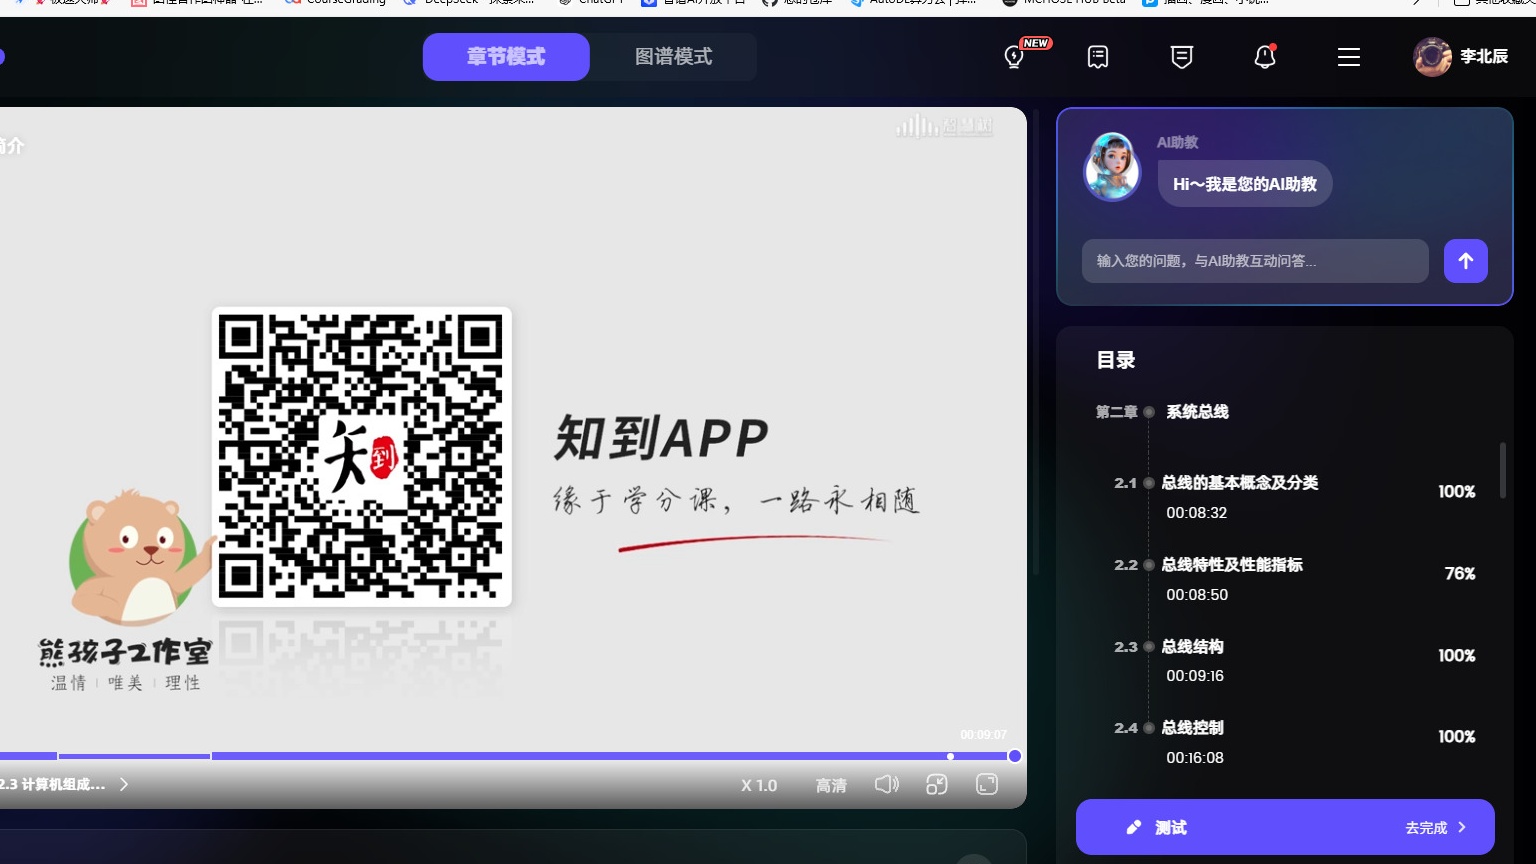 CourseGrading
ChatGPT
章节模式
图谱模式
NEW
李北辰
简介
智慧树
AI助教
Hi～我是您的AI助教
输入您的问题，与AI助教互动问答...
目录
第二章 系统总线
2.1 总线的基本概念及分类
00:08:32
100%
2.2 总线特性及性能指标
00:08:50
76%
2.3 总线结构
00:09:16
100%
2.4 总线控制
00:16:08
100%
测试
去完成
知到
知到APP
缘于学分课，一路永相随
熊孩子工作室
温情 | 唯美 | 理性
00:09:07
2.3 计算机组成...
X 1.0
高清